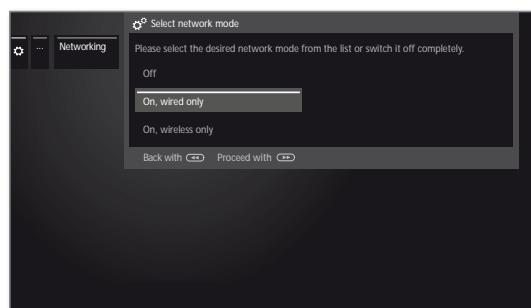 Select network mode
... Networking
Please select the desired network mode from the list or switch it off completely.
Off
On, wired only
On, wireless only
Back with Proceed with